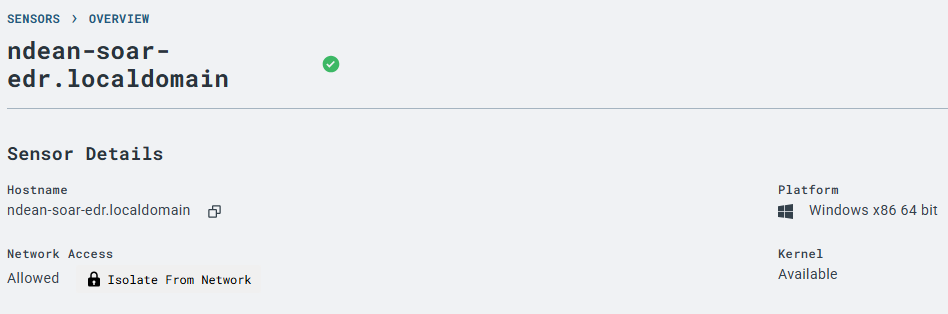 SENSORS › OVERVIEW
ndean-soar-
edr.localdomain
Sensor Details
Hostname
ndean-soar-edr.localdomain
Platform
Windows x86 64 bit
Network Access
Allowed Isolate From Network
Kernel
Available